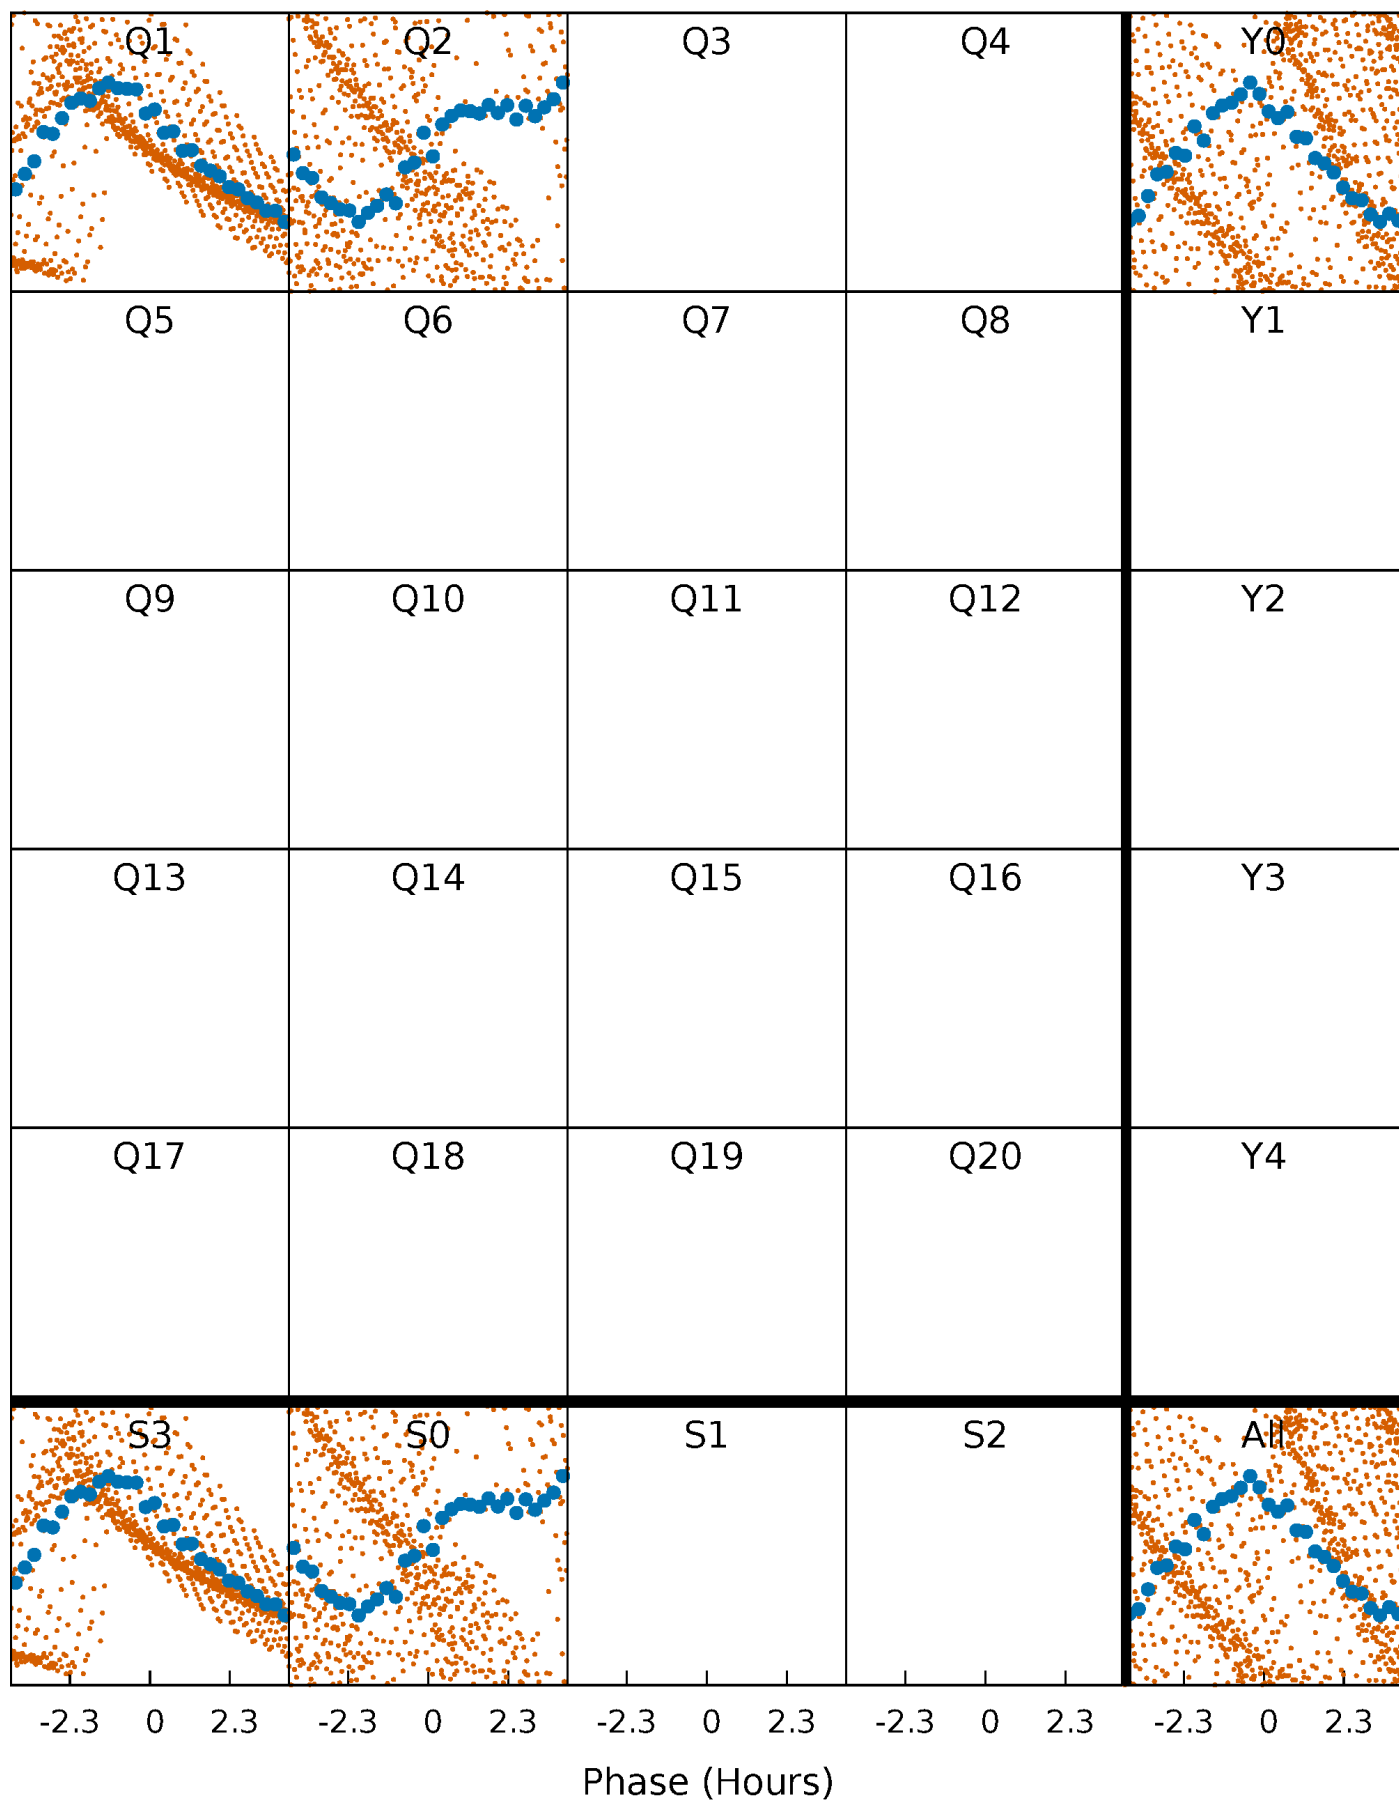 Q1 Q2 Q3 Q4 Y0
Q5 Q6 Q7 Q8 Y1
Q9 Q10 Q11 Q12 Y2
Q13 Q14 Q15 Q16 Y3
Q17 Q18 Q19 Q20 Y4
S3 S0 S1 S2 All
-2.3 0 2.3 -2.3 0 2.3 -2.3 0 2.3 -2.3 0 2.3 -2.3 0 2.3
Phase (Hours)